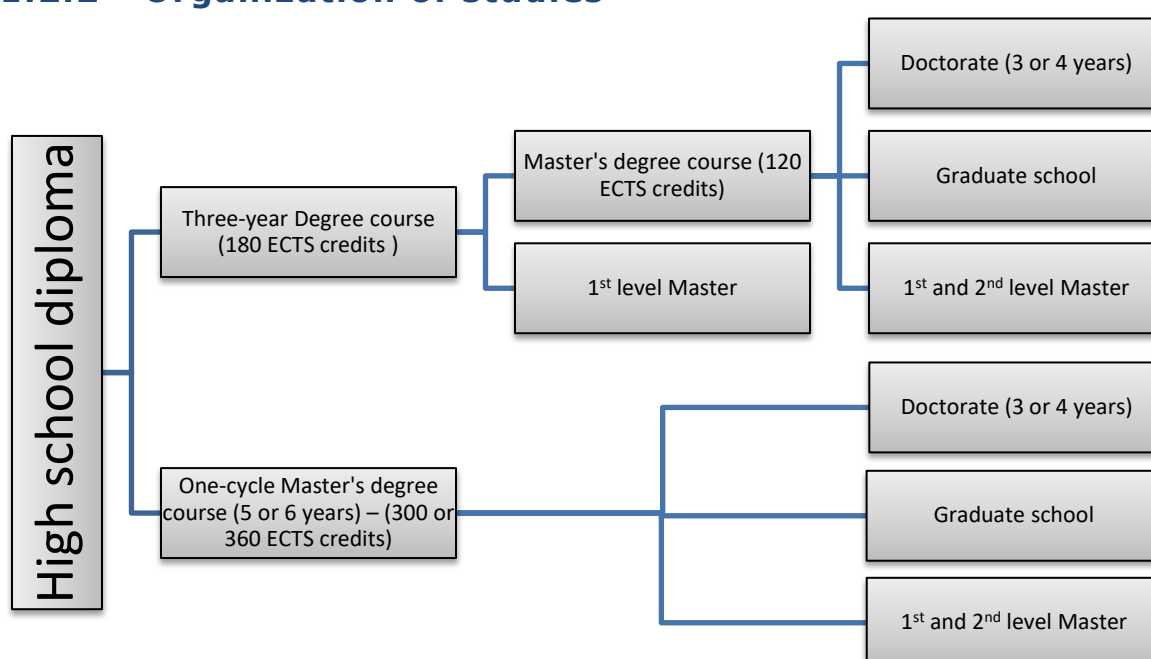 Organization of Studies
High school diploma
Three-year Degree course
(180 ECTS credits )
Master's degree course (120
ECTS credits)
1st level Master
Doctorate (3 or 4 years)
Graduate school
1st and 2nd level Master
One-cycle Master's degree
course (5 or 6 years) – (300 or
360 ECTS credits)
Doctorate (3 or 4 years)
Graduate school
1st and 2nd level Master